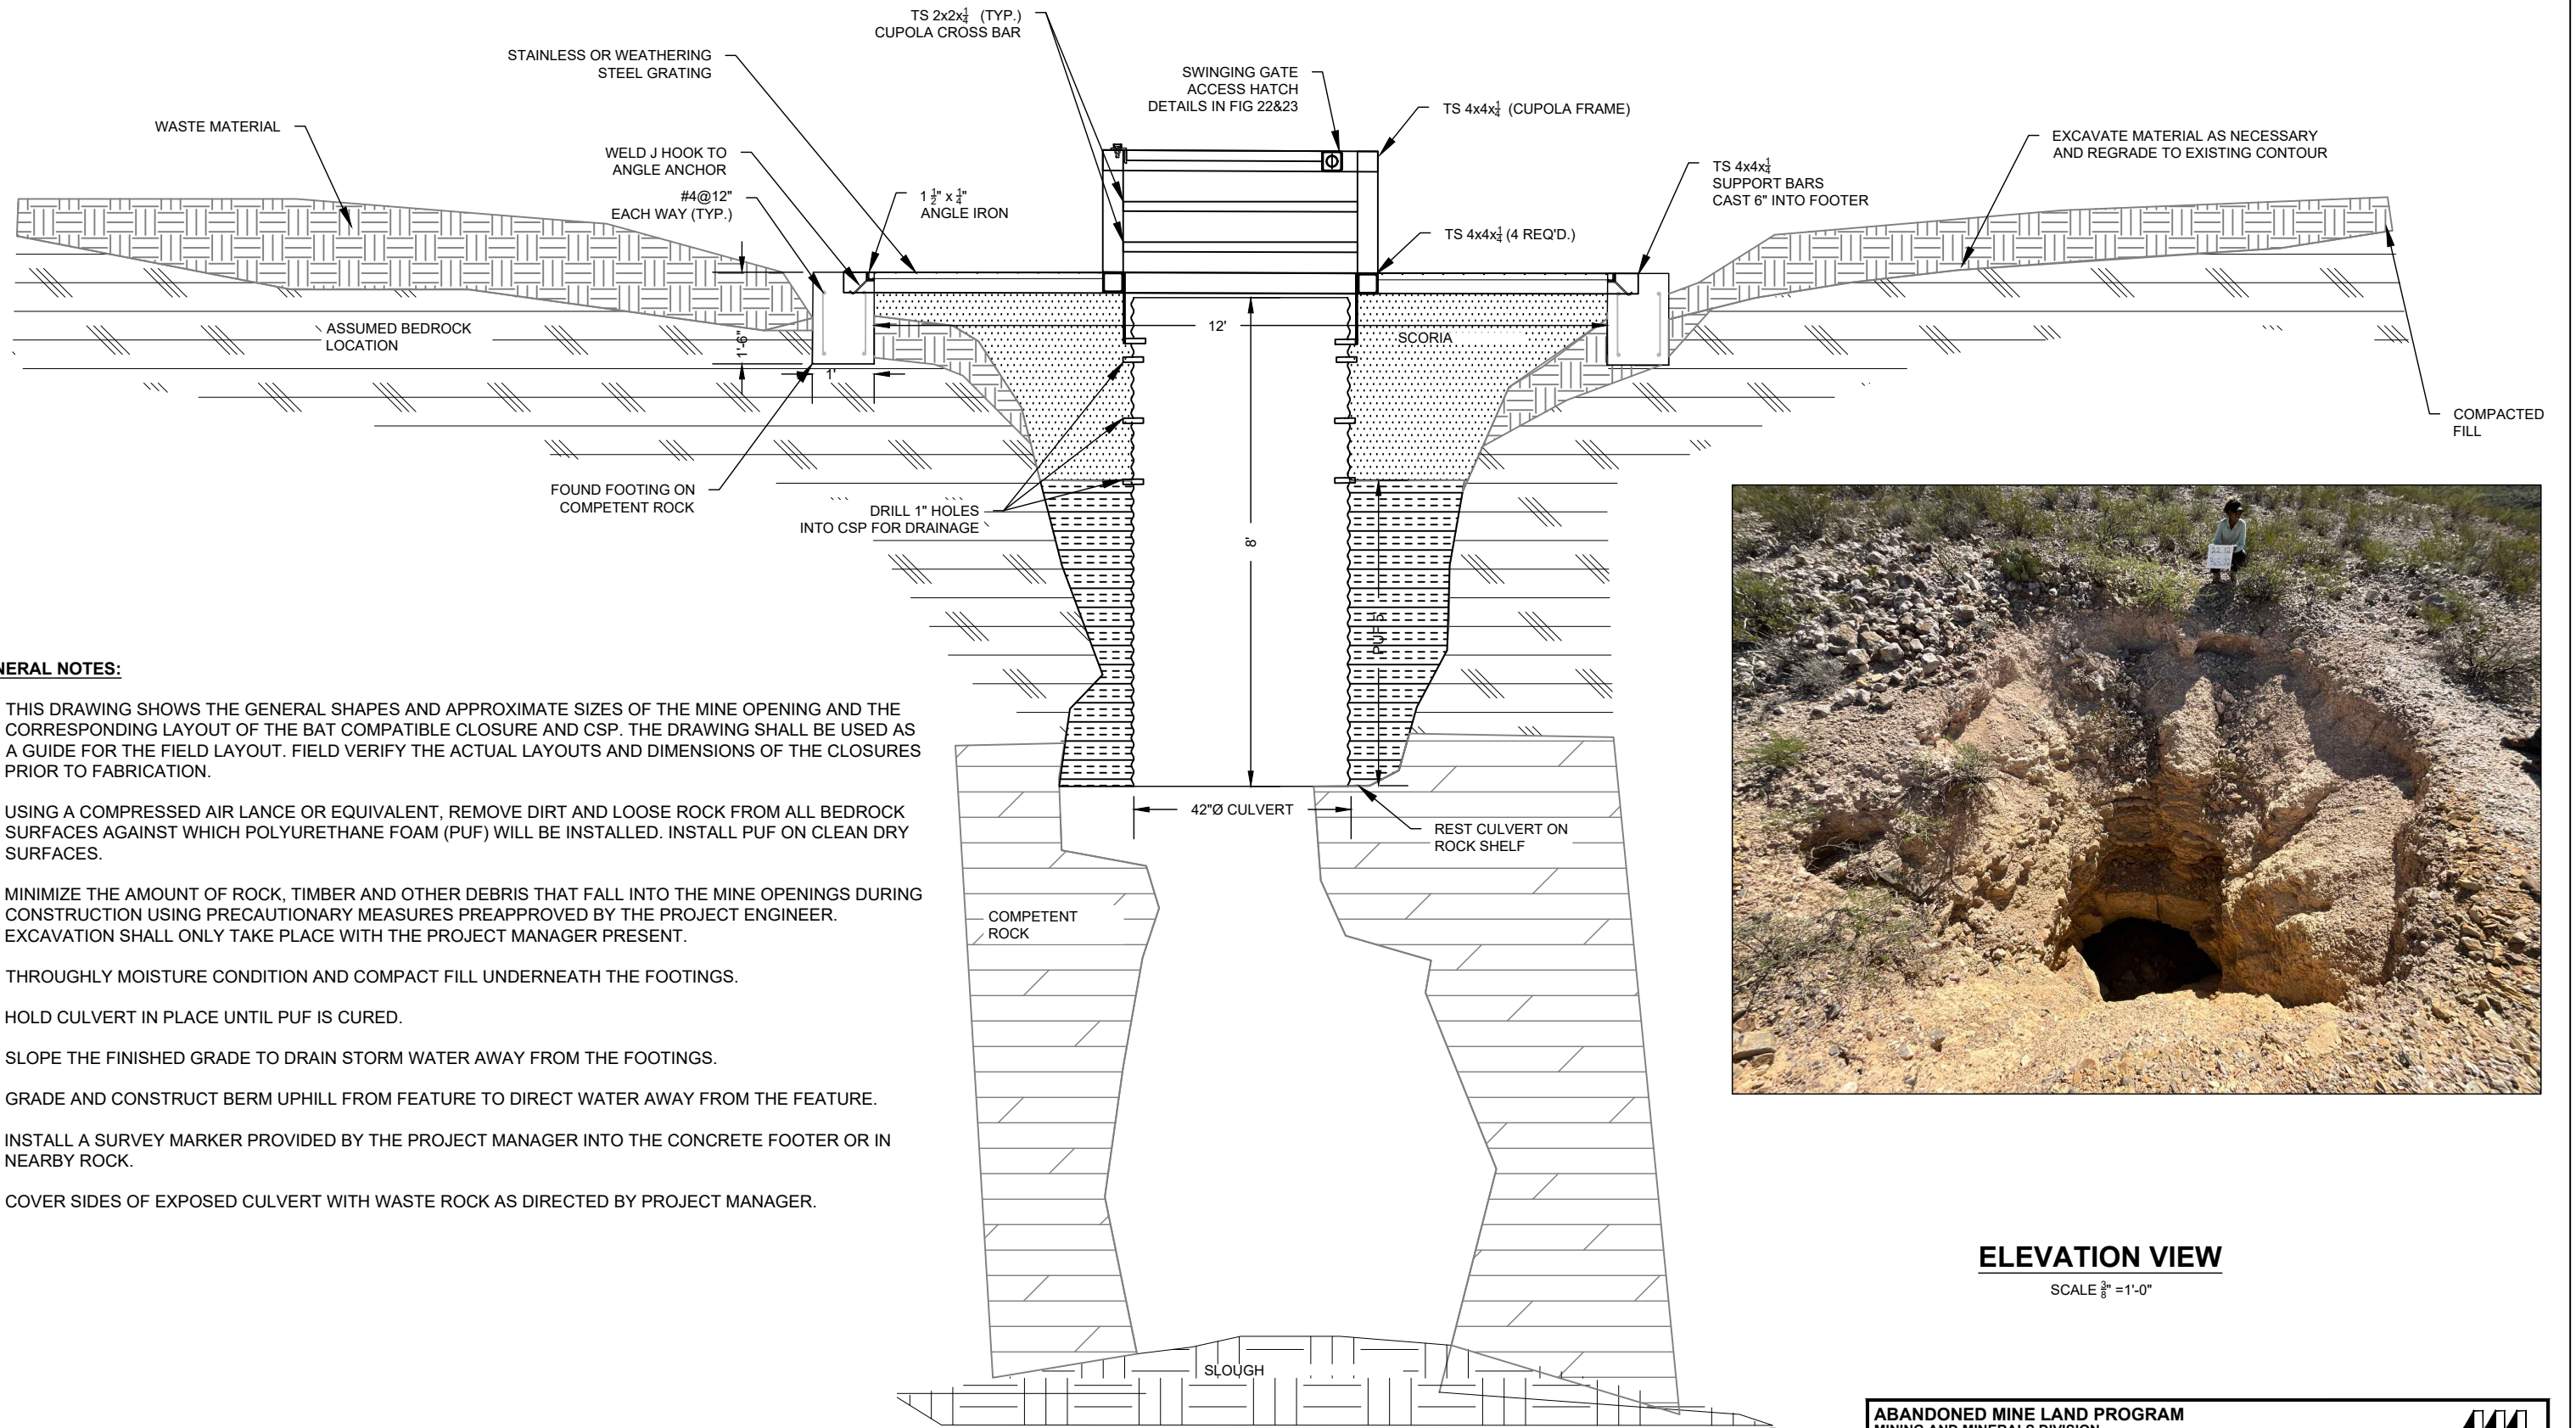 TS 2x2x1/4 (TYP.)
CUPOLA CROSS BAR
STAINLESS OR WEATHERING
STEEL GRATING
SWINGING GATE
ACCESS HATCH
DETAILS IN FIG 22&23
TS 4x4x1/4 (CUPOLA FRAME)
WASTE MATERIAL
EXCAVATE MATERIAL AS NECESSARY
AND REGRADE TO EXISTING CONTOUR
WELD J HOOK TO
ANGLE ANCHOR
TS 4x4x1/4
SUPPORT BARS
CAST 6" INTO FOOTER
#4@12"
EACH WAY (TYP.)
1 1/2" x 1/4"
ANGLE IRON
TS 4x4x1/4 (4 REQ'D.)
ASSUMED BEDROCK
LOCATION
1'-6"
1'
12'
SCORIA
COMPACTED
FILL
FOUND FOOTING ON
COMPETENT ROCK
DRILL 1" HOLES
INTO CSP FOR DRAINAGE
8'
PUF 5'
NERAL NOTES:
THIS DRAWING SHOWS THE GENERAL SHAPES AND APPROXIMATE SIZES OF THE MINE OPENING AND THE
CORRESPONDING LAYOUT OF THE BAT COMPATIBLE CLOSURE AND CSP. THE DRAWING SHALL BE USED AS
A GUIDE FOR THE FIELD LAYOUT. FIELD VERIFY THE ACTUAL LAYOUTS AND DIMENSIONS OF THE CLOSURES
PRIOR TO FABRICATION.
USING A COMPRESSED AIR LANCE OR EQUIVALENT, REMOVE DIRT AND LOOSE ROCK FROM ALL BEDROCK
SURFACES AGAINST WHICH POLYURETHANE FOAM (PUF) WILL BE INSTALLED. INSTALL PUF ON CLEAN DRY
SURFACES.
MINIMIZE THE AMOUNT OF ROCK, TIMBER AND OTHER DEBRIS THAT FALL INTO THE MINE OPENINGS DURING
CONSTRUCTION USING PRECAUTIONARY MEASURES PREAPPROVED BY THE PROJECT ENGINEER.
EXCAVATION SHALL ONLY TAKE PLACE WITH THE PROJECT MANAGER PRESENT.
THROUGHLY MOISTURE CONDITION AND COMPACT FILL UNDERNEATH THE FOOTINGS.
HOLD CULVERT IN PLACE UNTIL PUF IS CURED.
SLOPE THE FINISHED GRADE TO DRAIN STORM WATER AWAY FROM THE FOOTINGS.
GRADE AND CONSTRUCT BERM UPHILL FROM FEATURE TO DIRECT WATER AWAY FROM THE FEATURE.
INSTALL A SURVEY MARKER PROVIDED BY THE PROJECT MANAGER INTO THE CONCRETE FOOTER OR IN
NEARBY ROCK.
COVER SIDES OF EXPOSED CULVERT WITH WASTE ROCK AS DIRECTED BY PROJECT MANAGER.
42"Ø CULVERT
REST CULVERT ON
ROCK SHELF
COMPETENT
ROCK
SLOUGH
ELEVATION VIEW
SCALE 3/8" =1'-0"
ABANDONED MINE LAND PROGRAM
MINING AND MINERALS DIVISION